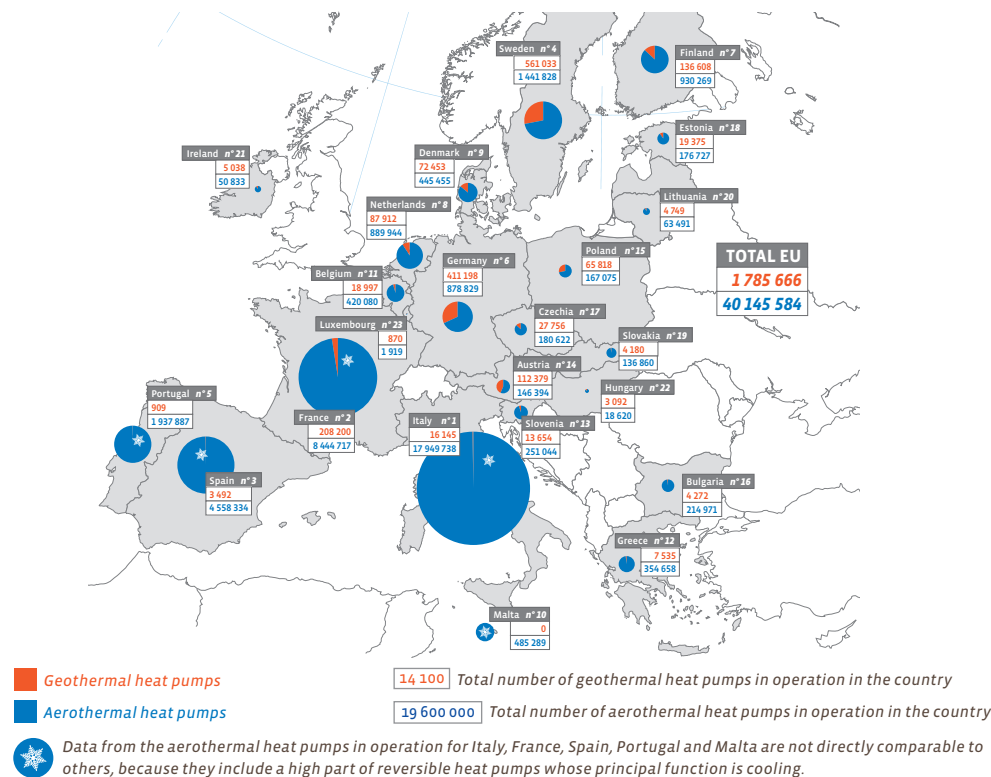 Sweden n°4
561 033
1 441 828
Finland n°7
136 608
930 269
Estonia n°18
19 375
176 727
Ireland n°21
5 038
50 833
Denmark n°9
72 453
445 455
Lithuania n°20
4 749
63 491
Netherlands n°8
87 912
889 944
Germany n°6
411 198
878 829
Poland n°15
65 818
167 075
TOTAL EU
1 785 666
40 145 584
Belgium n°11
18 997
420 080
Czechia n°17
27 756
180 622
Luxembourg n°23
870
1 919
Slovakia n°19
4 180
136 860
Austria n°14
112 379
146 394
Hungary n°22
3 092
18 620
Portugal n°5
909
1 937 887
France n°2
208 200
8 444 717
Italy n°1
16 145
17 949 738
Slovenia n°13
13 654
251 044
Spain n°3
3 492
4 558 334
Bulgaria n°16
4 272
214 971
Greece n°12
7 535
354 658
Malta n°10
0
485 289
Geothermal heat pumps
14 100 Total number of geothermal heat pumps in operation in the country
Aerothermal heat pumps
19 600 000 Total number of aerothermal heat pumps in operation in the country
Data from the aerothermal heat pumps in operation for Italy, France, Spain, Portugal and Malta are not directly comparable to
others, because they include a high part of reversible heat pumps whose principal function is cooling.